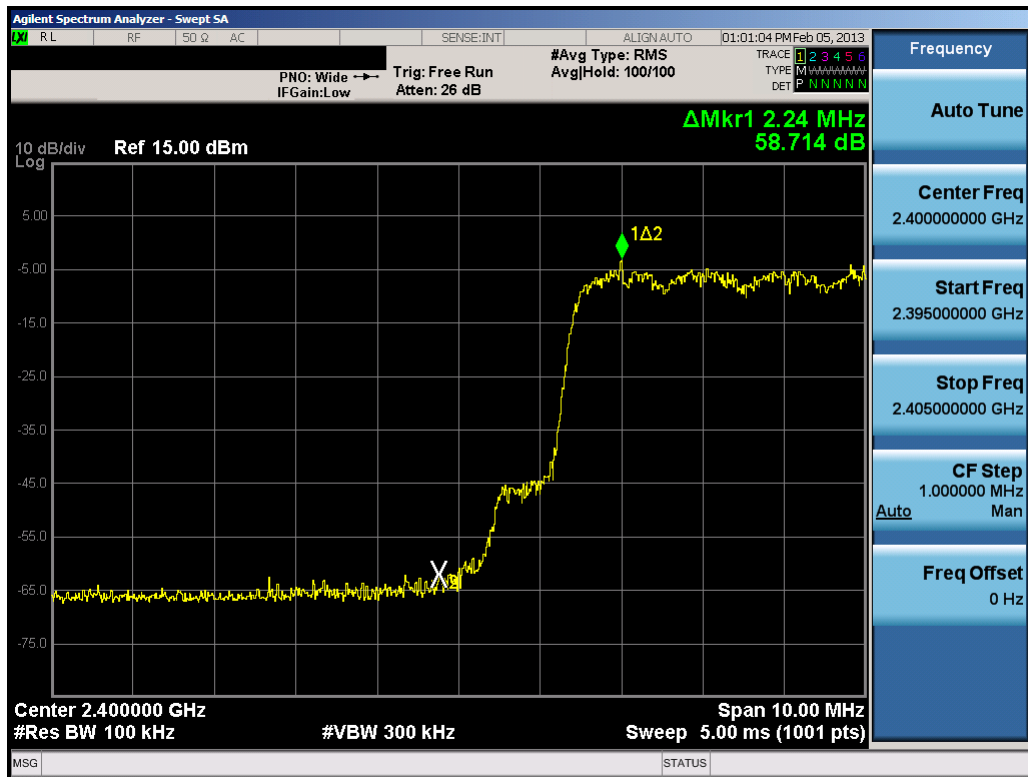 Agilent Spectrum Analyzer - Swept SA
LXI RL RF 50 Ω AC SENSE:INT ALIGNAUTO 01:01:04 PM Feb 05, 2013
PNO: Wide
IFGain:Low
Trig: Free Run
Atten: 26 dB
#Avg Type: RMS
Avg|Hold: 100/100
TRACE 1 2 3 4 5 6
TYPE M
DET P N N N N N
ΔMkr1 2.24 MHz
58.714 dB
10 dB/div Ref 15.00 dBm
Log
5.00
1Δ2
-5.00
-15.0
-25.0
-35.0
-45.0
-55.0
X2
-65.0
-75.0
Center 2.400000 GHz Span 10.00 MHz
#Res BW 100 kHz #VBW 300 kHz Sweep 5.00 ms (1001 pts)
MSG STATUS
Frequency
Auto Tune
Center Freq
2.400000000 GHz
Start Freq
2.395000000 GHz
Stop Freq
2.405000000 GHz
CF Step
1.000000 MHz
Auto Man
Freq Offset
0 Hz